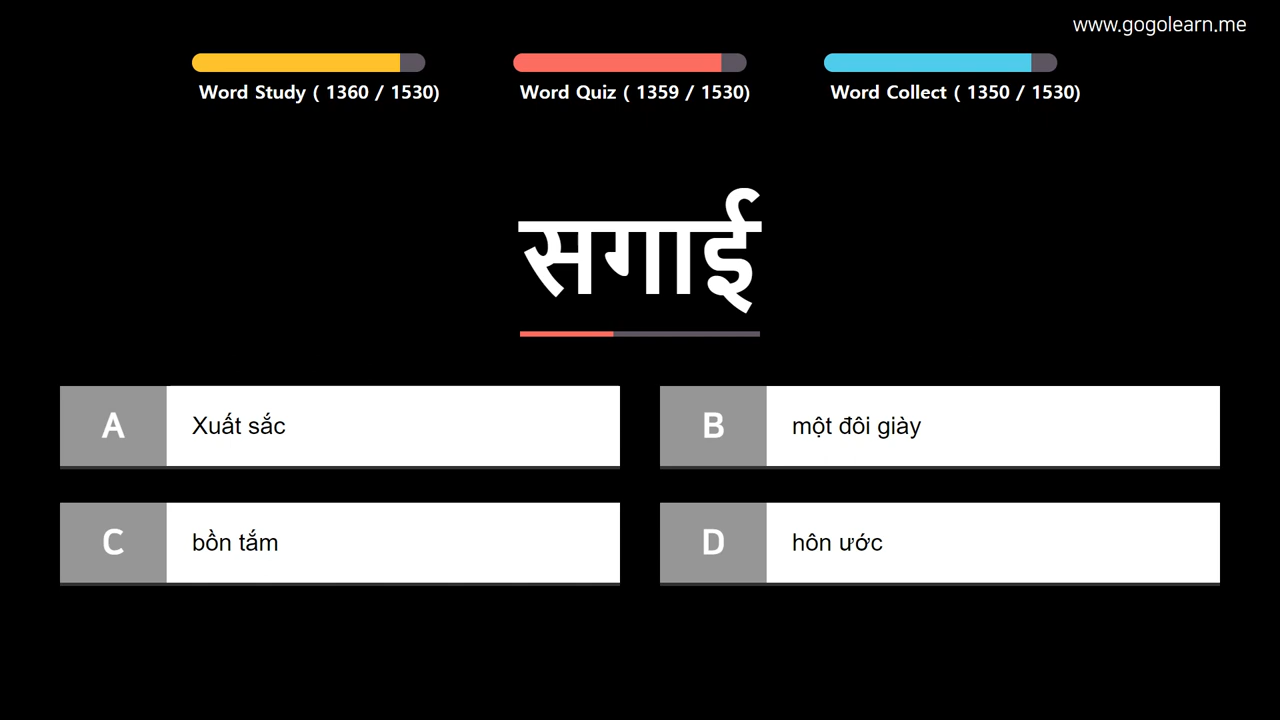 www.gogolearn.me
Word Study ( 1360 / 1530)
Word Quiz ( 1359 / 1530)
Word Collect ( 1350 / 1530)
सगाई
A Xuất sắc
B một đôi giày
C bồn tắm
D hôn ước